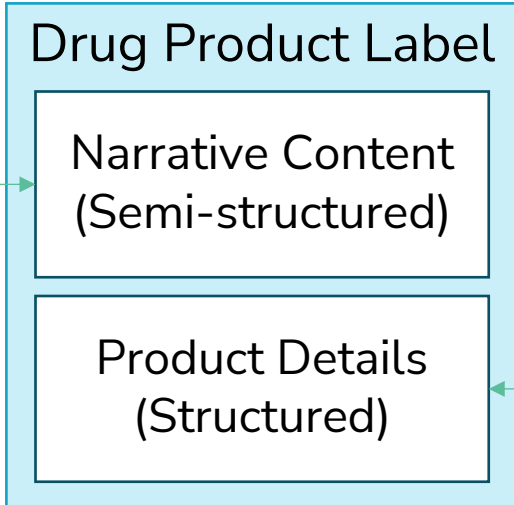 Drug Product Label
Narrative Content
(Semi-structured)
Product Details
(Structured)